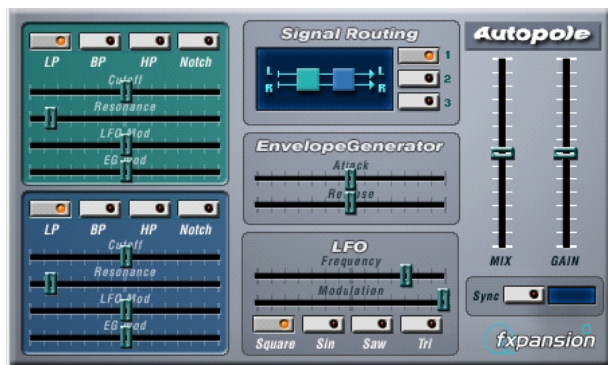 LP BP HP Notch
Cutoff
Resonance
LFO Mod
EG Mod
LP BP HP Notch
Cutoff
Resonance
LFO Mod
EG Mod
Signal Routing
L L
R R
1
2
3
EnvelopeGenerator
Attack
Release
LFO
Frequency
Modulation
Square Sin Saw Tri
Autopole
MIX GAIN
Sync
fxpansion